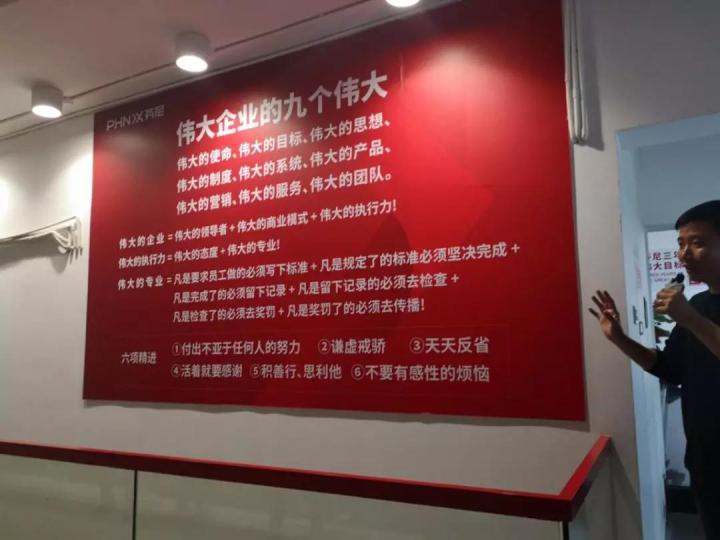 PHNIX 芬尼
伟大企业的九个伟大
伟大的使命、伟大的目标、伟大的思想、
伟大的制度、伟大的系统、伟大的产品、
伟大的营销、伟大的服务、伟大的团队。
伟大的企业=伟大的领导者+伟大的商业模式+伟大的执行力!
伟大的执行力=伟大的态度+伟大的专业!
伟大的专业=凡是要求员工做的必须写下标准+凡是规定了的标准必须坚决完成+
凡是完成了的必须留下记录+凡是留下记录的必须去检查+
凡是检查了的必须去奖罚+凡是奖罚了的必须去传播!
六项精进
①付出不亚于任何人的努力 ②谦虚戒骄 ③天天反省
④活着就要感谢 ⑤积善行、思利他 ⑥不要有感性的烦恼
尼三年
大目标